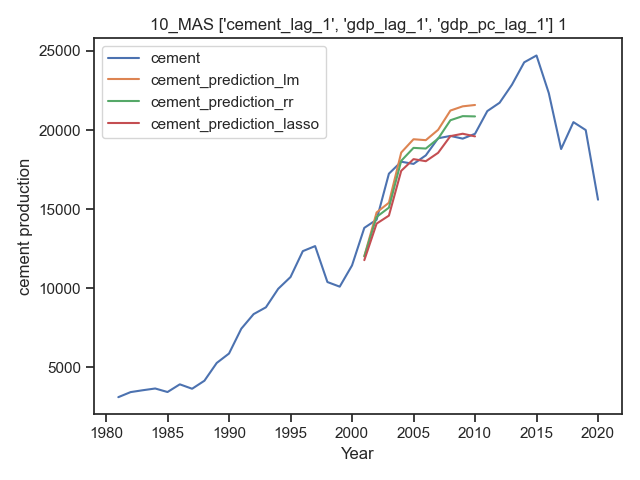 10_MAS ['cement_lag_1', 'gdp_lag_1', 'gdp_pc_lag_1'] 1
cement
cement_prediction_lm
cement_prediction_rr
cement_prediction_lasso
cement production
25000
20000
15000
10000
5000
1980 1985 1990 1995 2000 2005 2010 2015 2020
Year